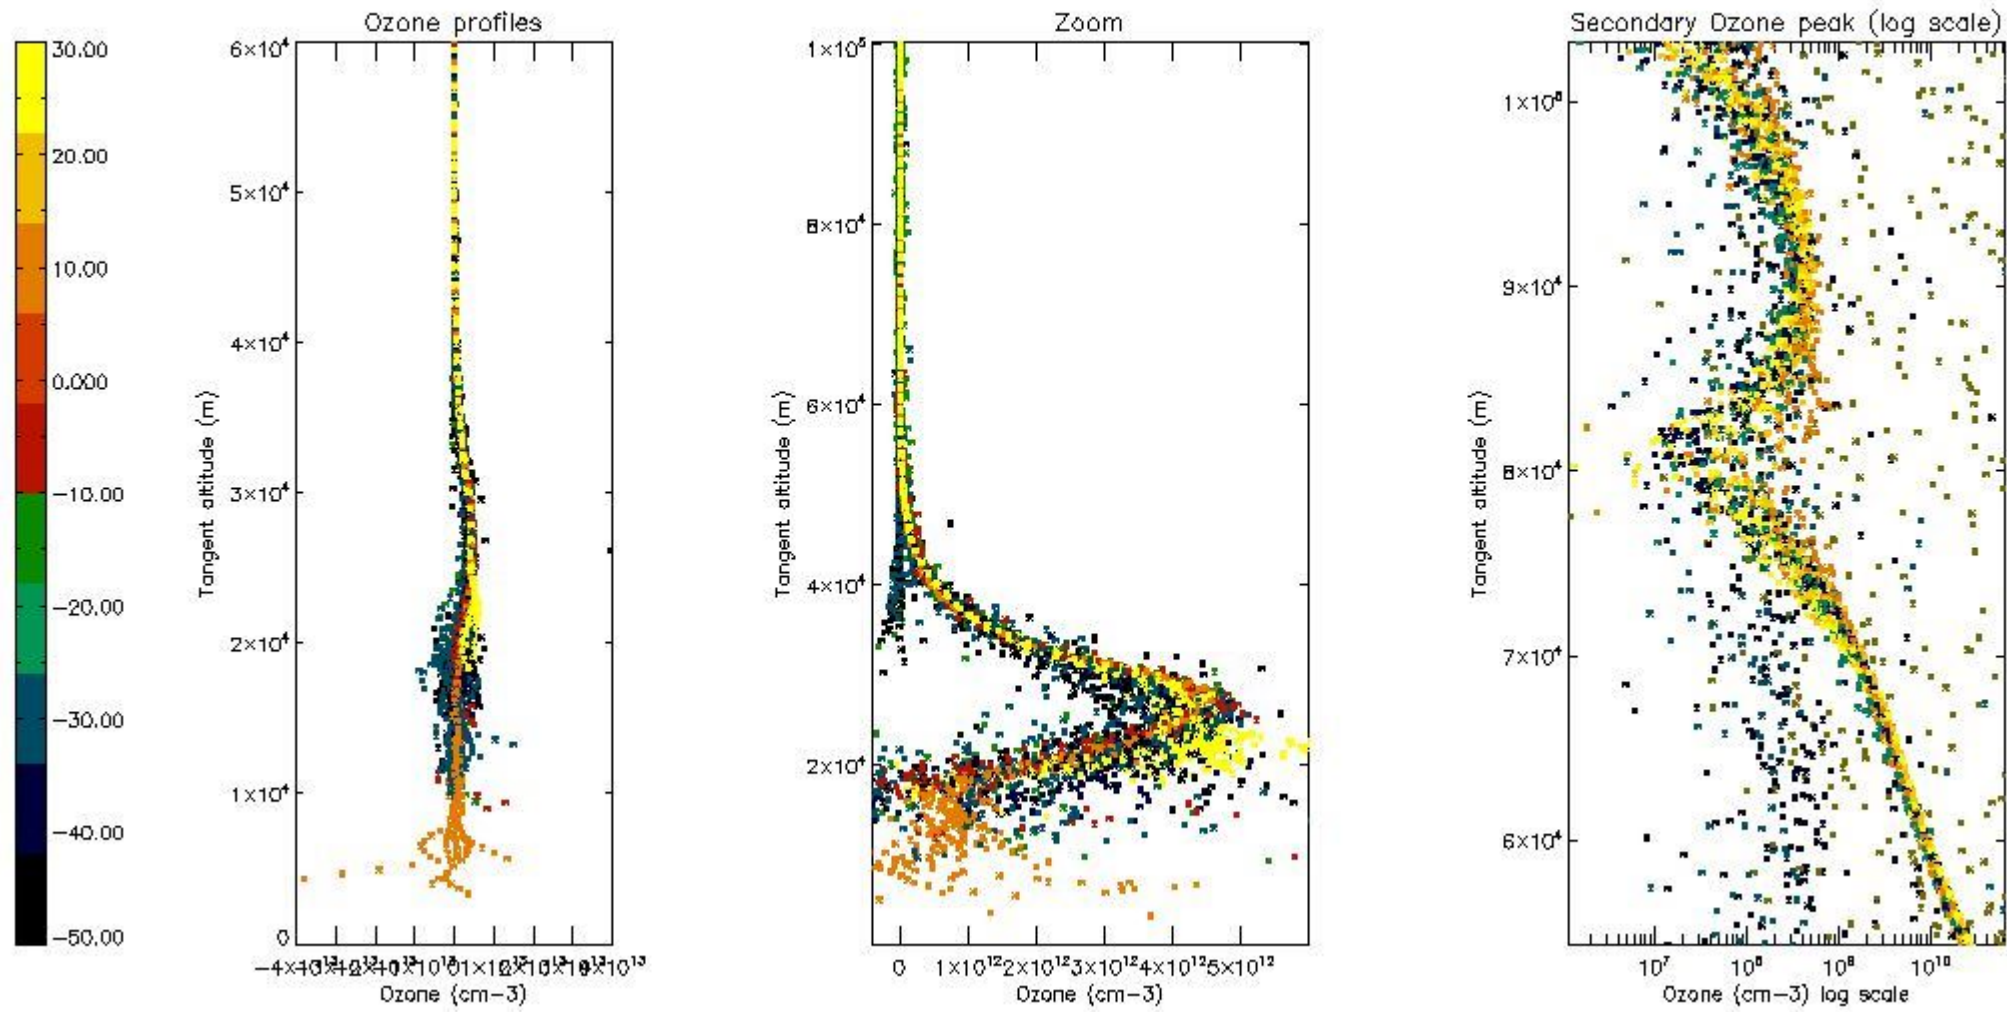 Ozone profiles
Zoom
Secondary Ozone peak (log scale)
30.00
20.00
10.00
0.000
−10.00
−20.00
−30.00
−40.00
−50.00
6×10⁴
5×10⁴
4×10⁴
3×10⁴
2×10⁴
1×10⁴
0
Tangent altitude (m)
Ozone (cm−3)
1×10⁵
8×10⁴
6×10⁴
4×10⁴
2×10⁴
Tangent altitude (m)
0 1×10¹² 2×10¹² 3×10¹² 4×10¹² 5×10¹²
Ozone (cm−3)
9×10⁴
8×10⁴
7×10⁴
6×10⁴
Tangent altitude (m)
10⁷ 10⁸ 10⁹ 10¹⁰
Ozone (cm−3) log scale